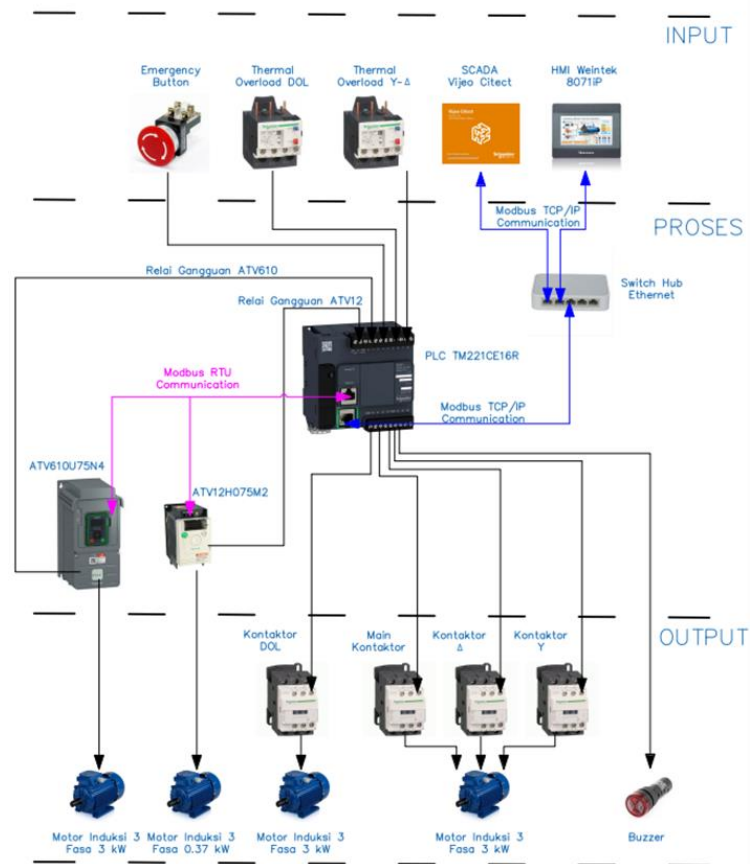 INPUT
Emergency
Button
Thermal
Overload DOL
Thermal
Overload Y-Δ
SCADA
Vijeo Citect
HMI Weintek
8071iP
Modbus TCP/IP
Communication
PROSES
Relai Gangguan ATV610
Switch Hub
Ethernet
Relai Gangguan ATV12
PLC TM221CE16R
Modbus RTU
Communication
Modbus TCP/IP
Communication
ATV610U75N4
ATV12H075M2
OUTPUT
Kontaktor
DOL
Main
Kontaktor
Kontaktor
Δ
Kontaktor
Y
Motor Induksi 3
Fasa 3 kW
Motor Induksi 3
Fasa 0.37 kW
Motor Induksi 3
Fasa 3 kW
Motor Induksi 3
Fasa 3 kW
Buzzer